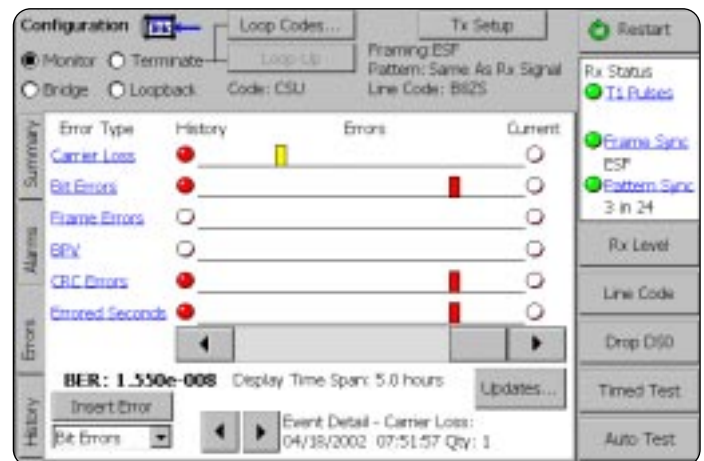 Configuration
Loop Codes...
Tx Setup
Restart
Monitor
Terminate
Loop-Up
Framing:ESF
Pattern: Same As Rx Signal
Bridge
Loopback
Code: CSU
Line Code: B8ZS
Rx Status
T1 Pulses
Frame Sync
ESF
Pattern Sync
3 in 24
Rx Level
Line Code
Drop DS0
Timed Test
Auto Test
Summary
Alarms
Errors
History
Error Type
History
Errors
Current
Carrier Loss
Bit Errors
Frame Errors
BPV
CRC Errors
Errored Seconds
BER: 1.550e-008
Display Time Span: 5.0 hours
Updates...
Insert Error
Bit Errors
Event Detail - Carrier Loss:
04/18/2002 07:51:57 Qty: 1